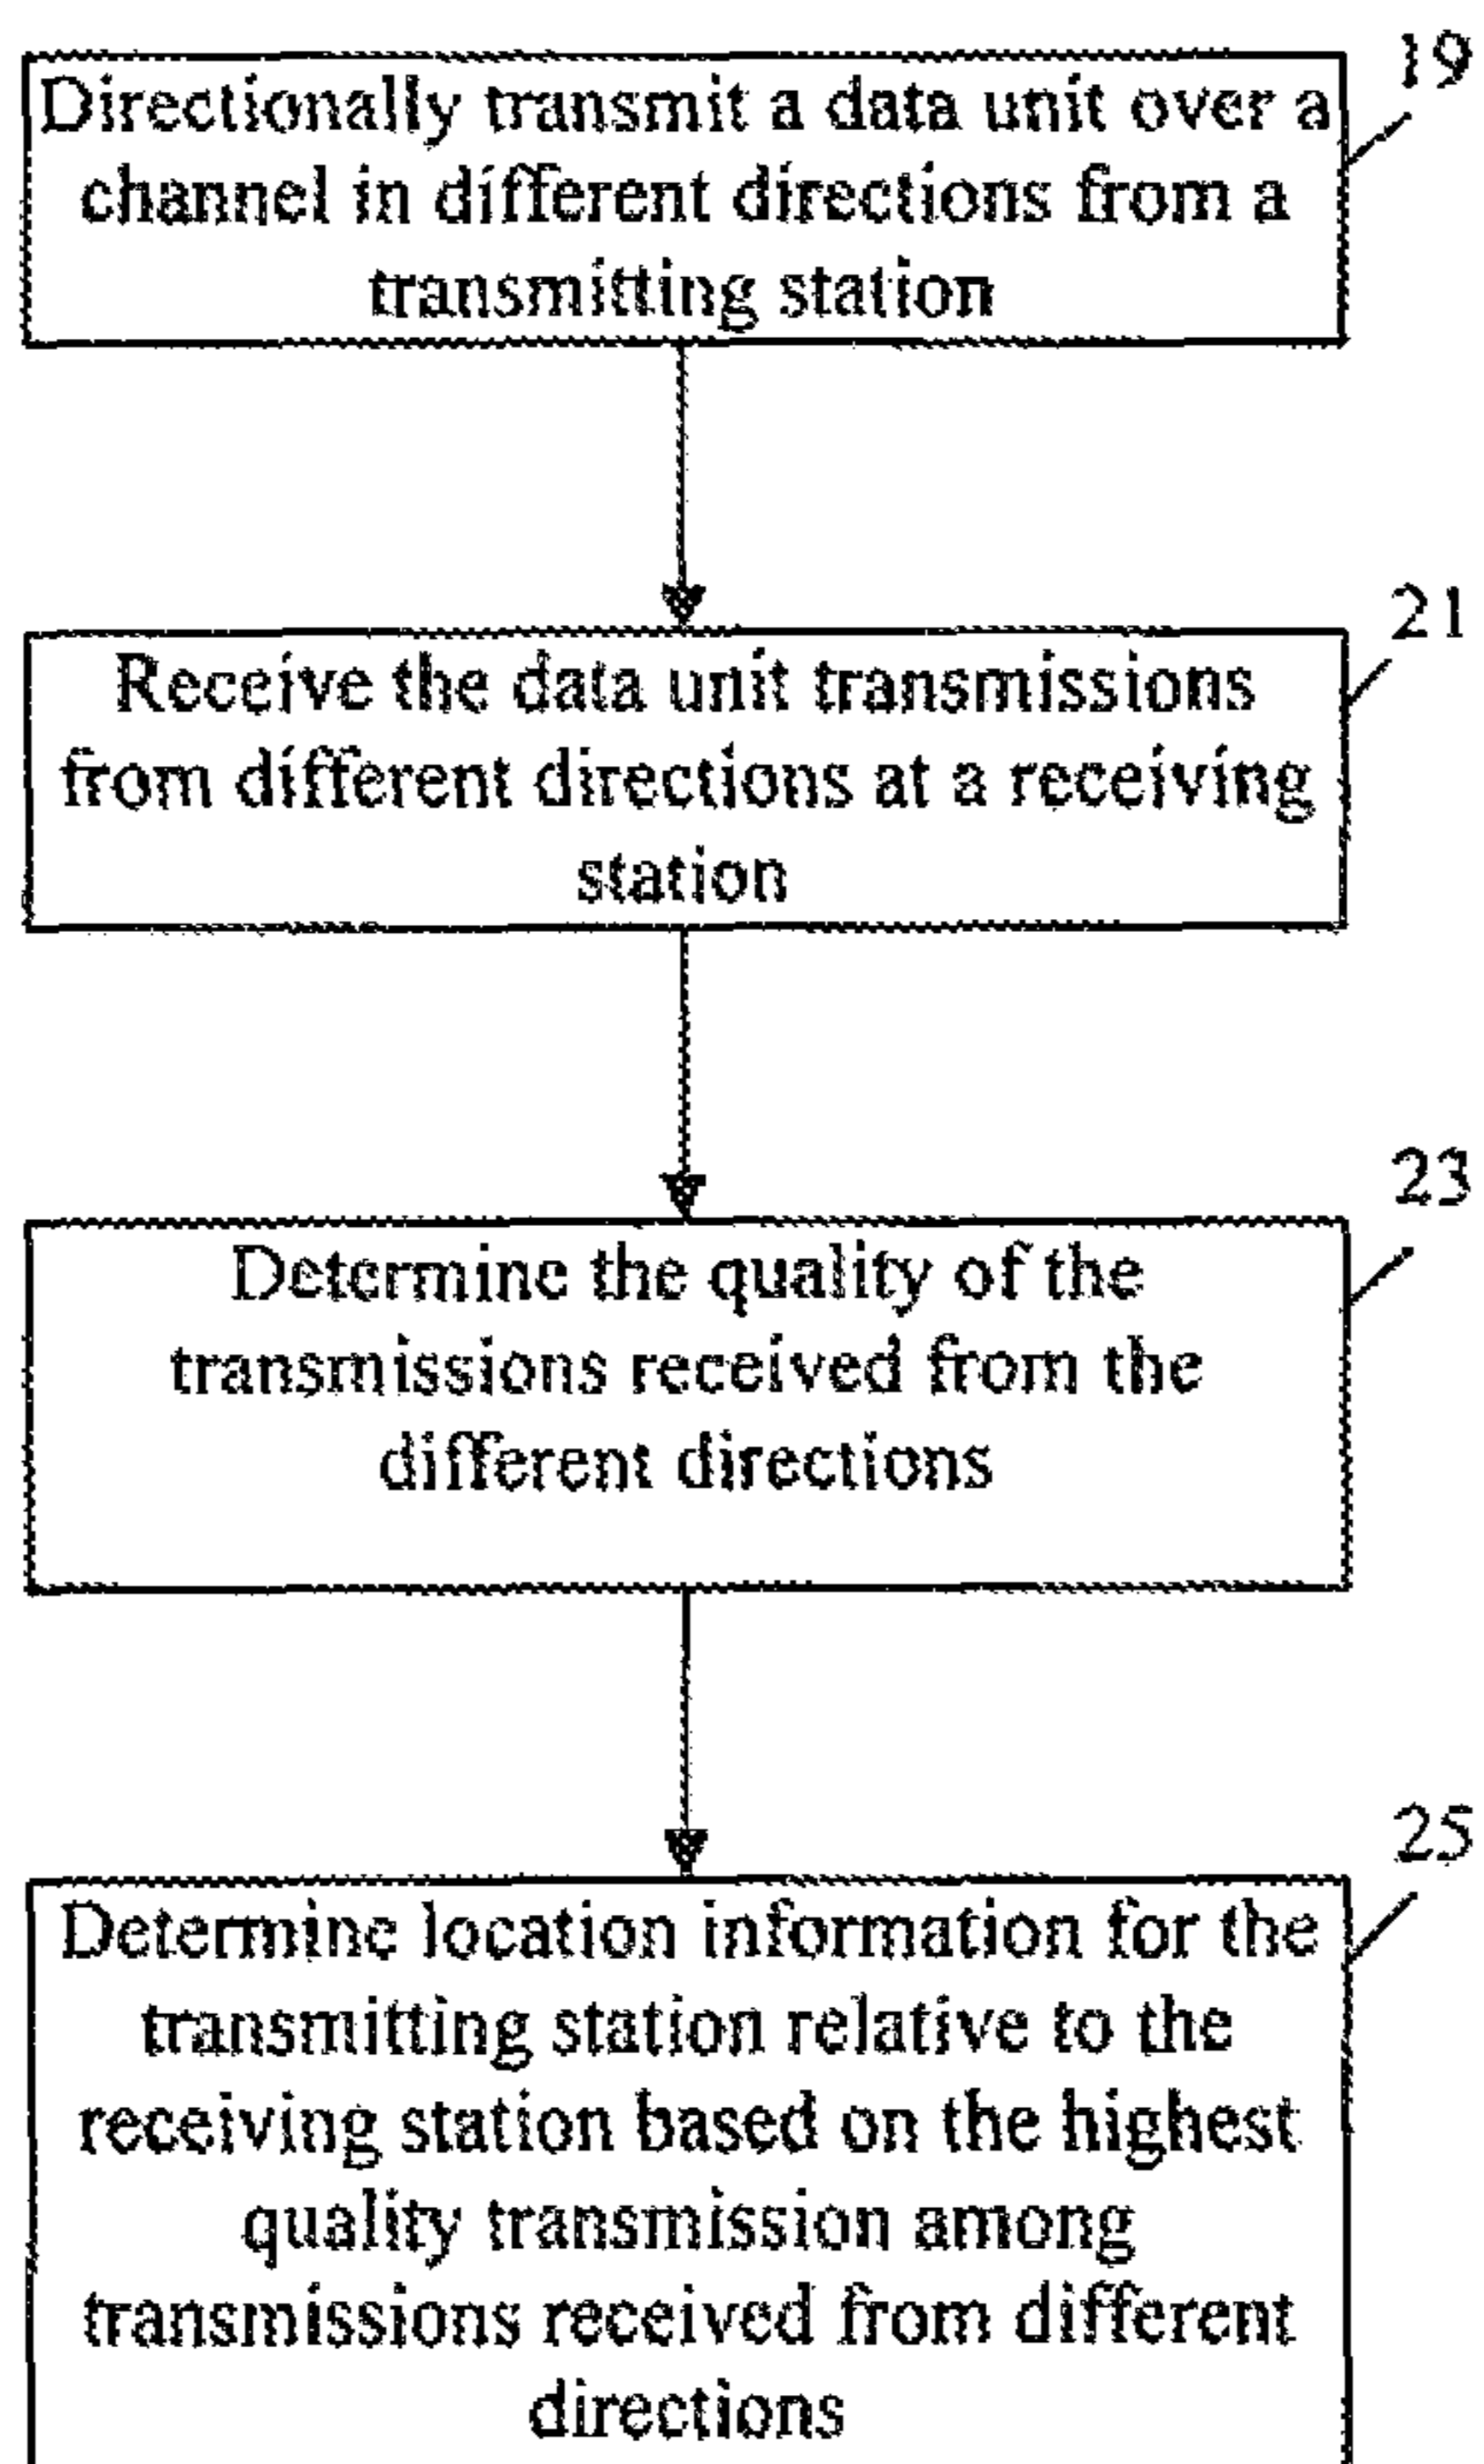 19
Directionally transmit a data unit over a
channel in different directions from a
transmitting station
21
Receive the data unit transmissions
from different directions at a receiving
station
23
Determine the quality of the
transmissions received from the
different directions
25
Determine location information for the
transmitting station relative to the
receiving station based on the highest
quality transmission among
transmissions received from different
directions